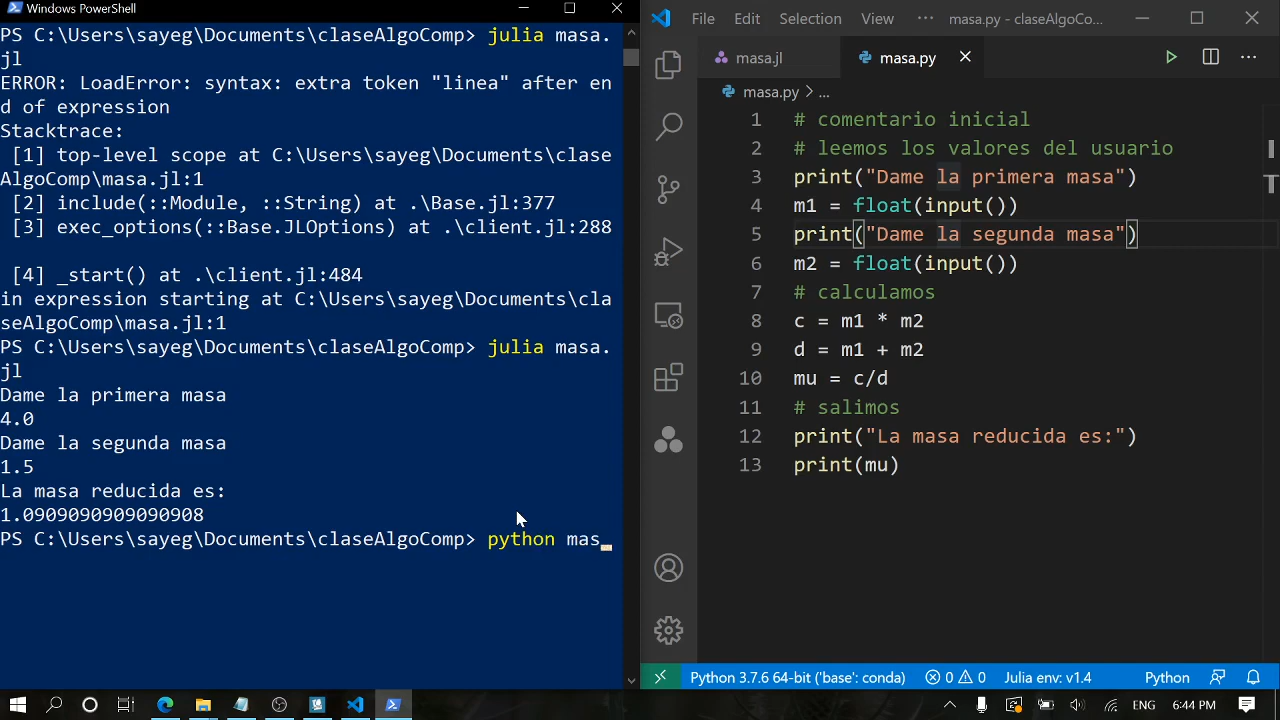 Windows PowerShell
PS C:\Users\sayeg\Documents\claseAlgoComp> julia masa.
jl
ERROR: LoadError: syntax: extra token "linea" after en
d of expression
Stacktrace:
[1] top-level scope at C:\Users\sayeg\Documents\clase
AlgoComp\masa.jl:1
[2] include(::Module, ::String) at .\Base.jl:377
[3] exec_options(::Base.JLOptions) at .\client.jl:288
[4] _start() at .\client.jl:484
in expression starting at C:\Users\sayeg\Documents\cla
seAlgoComp\masa.jl:1
PS C:\Users\sayeg\Documents\claseAlgoComp> julia masa.
jl
Dame la primera masa
4.0
Dame la segunda masa
1.5
La masa reducida es:
1.0909090909090908
PS C:\Users\sayeg\Documents\claseAlgoComp> python mas_
File Edit Selection View ··· masa.py - claseAlgoCo...
masa.jl masa.py
masa.py > ...
1 # comentario inicial
2 # leemos los valores del usuario
3 print("Dame la primera masa")
4 m1 = float(input())
5 print("Dame la segunda masa")
6 m2 = float(input())
7 # calculamos
8 c = m1 * m2
9 d = m1 + m2
10 mu = c/d
11 # salimos
12 print("La masa reducida es:")
13 print(mu)
Python 3.7.6 64-bit ('base': conda) 0 0 Julia env: v1.4 Python
ENG 6:44 PM